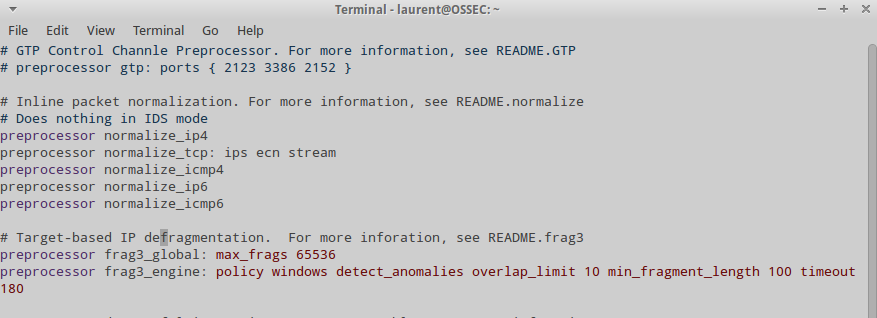 Terminal - laurent@OSSEC: ~
File Edit View Terminal Go Help
# GTP Control Channle Preprocessor. For more information, see README.GTP
# preprocessor gtp: ports { 2123 3386 2152 }
# Inline packet normalization. For more information, see README.normalize
# Does nothing in IDS mode
preprocessor normalize_ip4
preprocessor normalize_tcp: ips ecn stream
preprocessor normalize_icmp4
preprocessor normalize_ip6
preprocessor normalize_icmp6
# Target-based IP defragmentation.  For more inforation, see README.frag3
preprocessor frag3_global: max_frags 65536
preprocessor frag3_engine: policy windows detect_anomalies overlap_limit 10 min_fragment_length 100 timeout
180